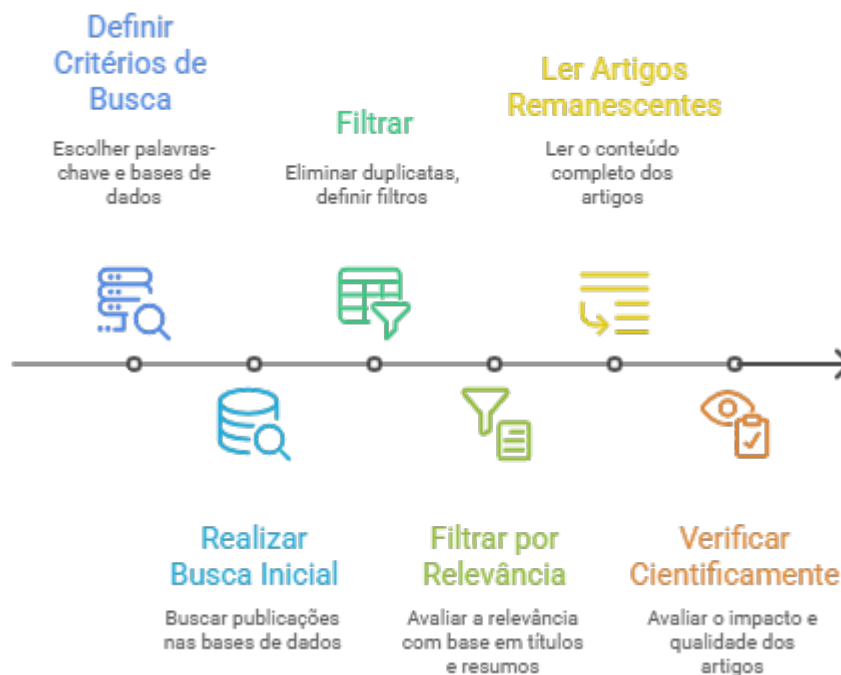 Definir
Critérios de
Busca
Escolher palavras-
chave e bases de
dados
Realizar
Busca Inicial
Buscar publicações
nas bases de dados
Filtrar
Eliminar duplicatas,
definir filtros
Filtrar por
Relevância
Avaliar a relevância
com base em títulos
e resumos
Ler Artigos
Remanescentes
Ler o conteúdo
completo dos
artigos
Verificar
Cientificamente
Avaliar o impacto e
qualidade dos
artigos